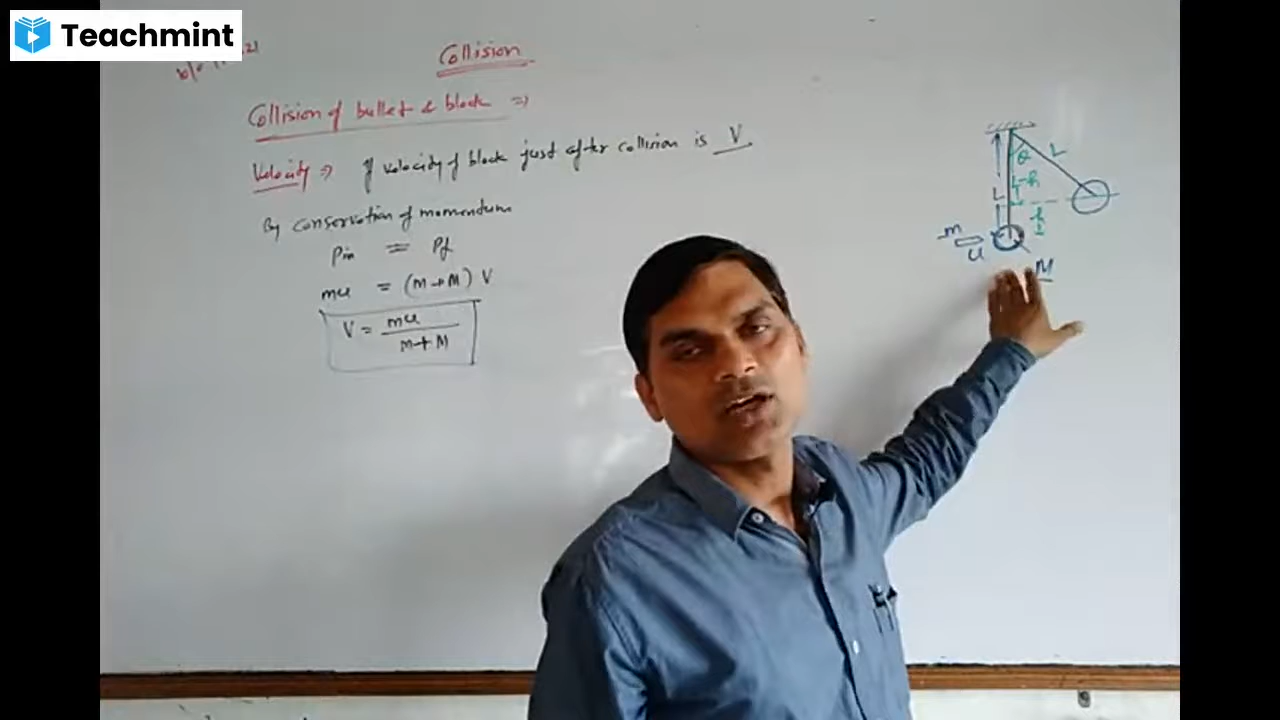 Teachmint
Collision
Collision of bullet & block ⇒
Velocity ⇒ If velocity of block just after collision is V
By conservation of momentum
Pin = Pf
mu = (m+M) V
V = mu
m+M
θ
L
L-h
L
h
m
u
M